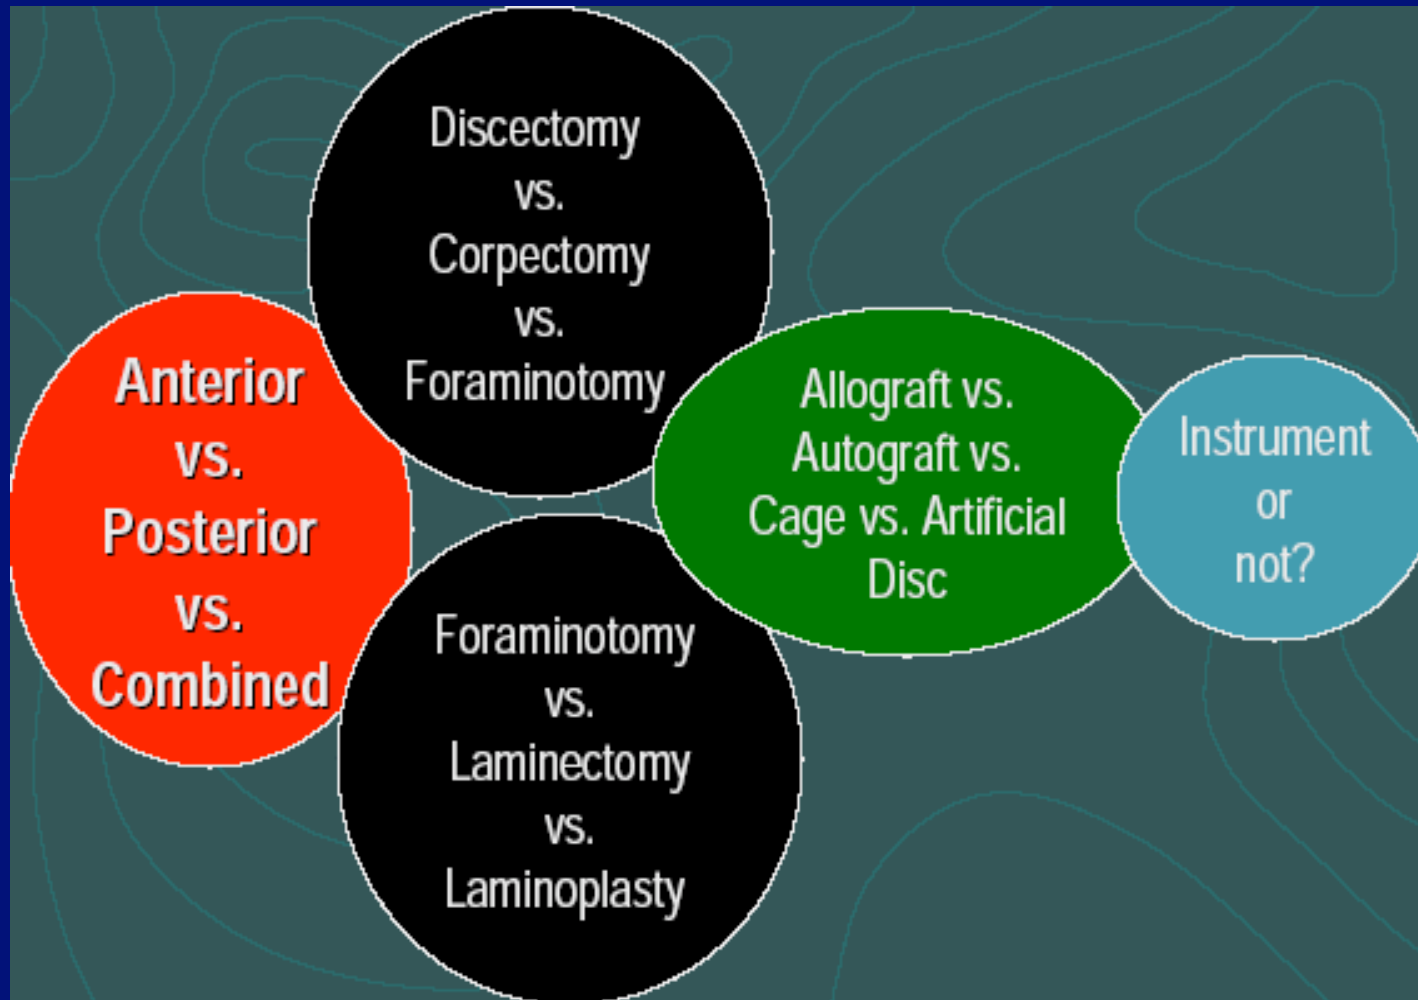 Anterior
vs.
Posterior
vs.
Combined
Discectomy
vs.
Corpectomy
vs.
Foraminotomy
Foraminotomy
vs.
Laminectomy
vs.
Laminoplasty
Allograft vs.
Autograft vs.
Cage vs. Artificial
Disc
Instrument
or
not?